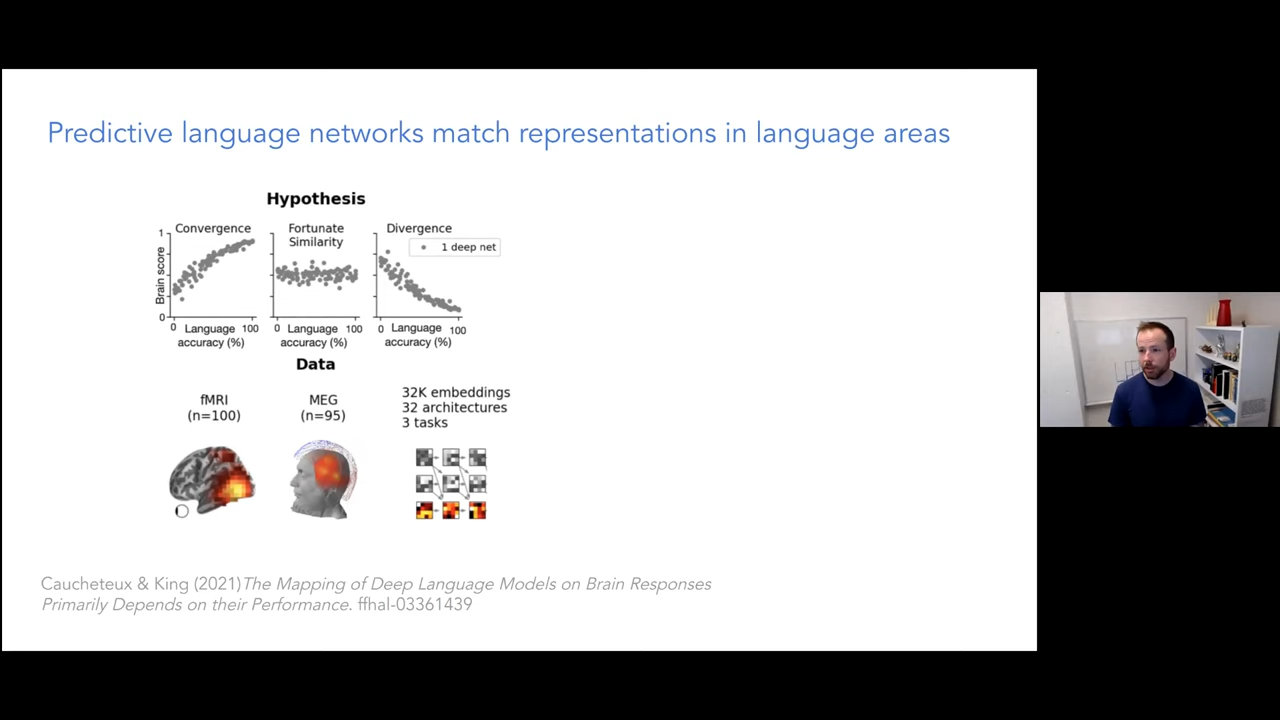 Predictive language networks match representations in language areas
Hypothesis
Convergence
Fortunate
Similarity
Divergence
1 deep net
Brain score
1
0
0 Language 100
accuracy (%)
0 Language 100
accuracy (%)
0 Language 100
accuracy (%)
Data
fMRI
(n=100)
MEG
(n=95)
32K embeddings
32 architectures
3 tasks
Caucheteux & King (2021)The Mapping of Deep Language Models on Brain Responses
Primarily Depends on their Performance. ffhal-03361439